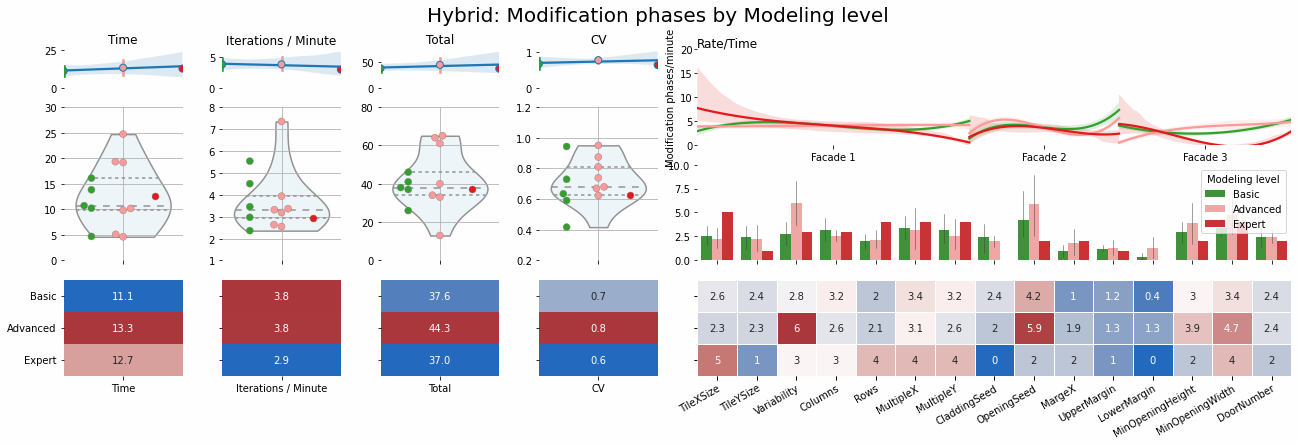 Hybrid: Modification phases by Modeling level
Time
Iterations / Minute
Total
CV
Rate/Time
25
0
5
0
50
0
1
0
Modification phases/minute
20
15
10
5
0
Facade 1
Facade 2
Facade 3
30
25
20
15
10
5
0
8
7
6
5
4
3
2
1
80
60
40
20
0
1.2
1.0
0.8
0.6
0.4
0.2
10.0
7.5
5.0
2.5
0.0
Modeling level
Basic
Advanced
Expert
Basic
11.1
3.8
37.6
0.7
2.6 2.4 2.8 3.2 2 3.4 3.2 2.4 4.2 1 1.2 0.4 3 3.4 2.4
Advanced
13.3
3.8
44.3
0.8
2.3 2.3 6 2.6 2.1 3.1 2.6 2 5.9 1.9 1.3 1.3 3.9 4.7 2.4
Expert
12.7
2.9
37.0
0.6
5 1 3 3 4 4 4 0 2 2 1 0 2 4 2
Time
Iterations / Minute
Total
CV
TileXSize
TileYSize
Variability
Columns
Rows
MultipleX
MultipleY
CladdingSeed
OpeningSeed
MargeX
UpperMargin
LowerMargin
MinOpeningHeight
MinOpeningWidth
DoorNumber